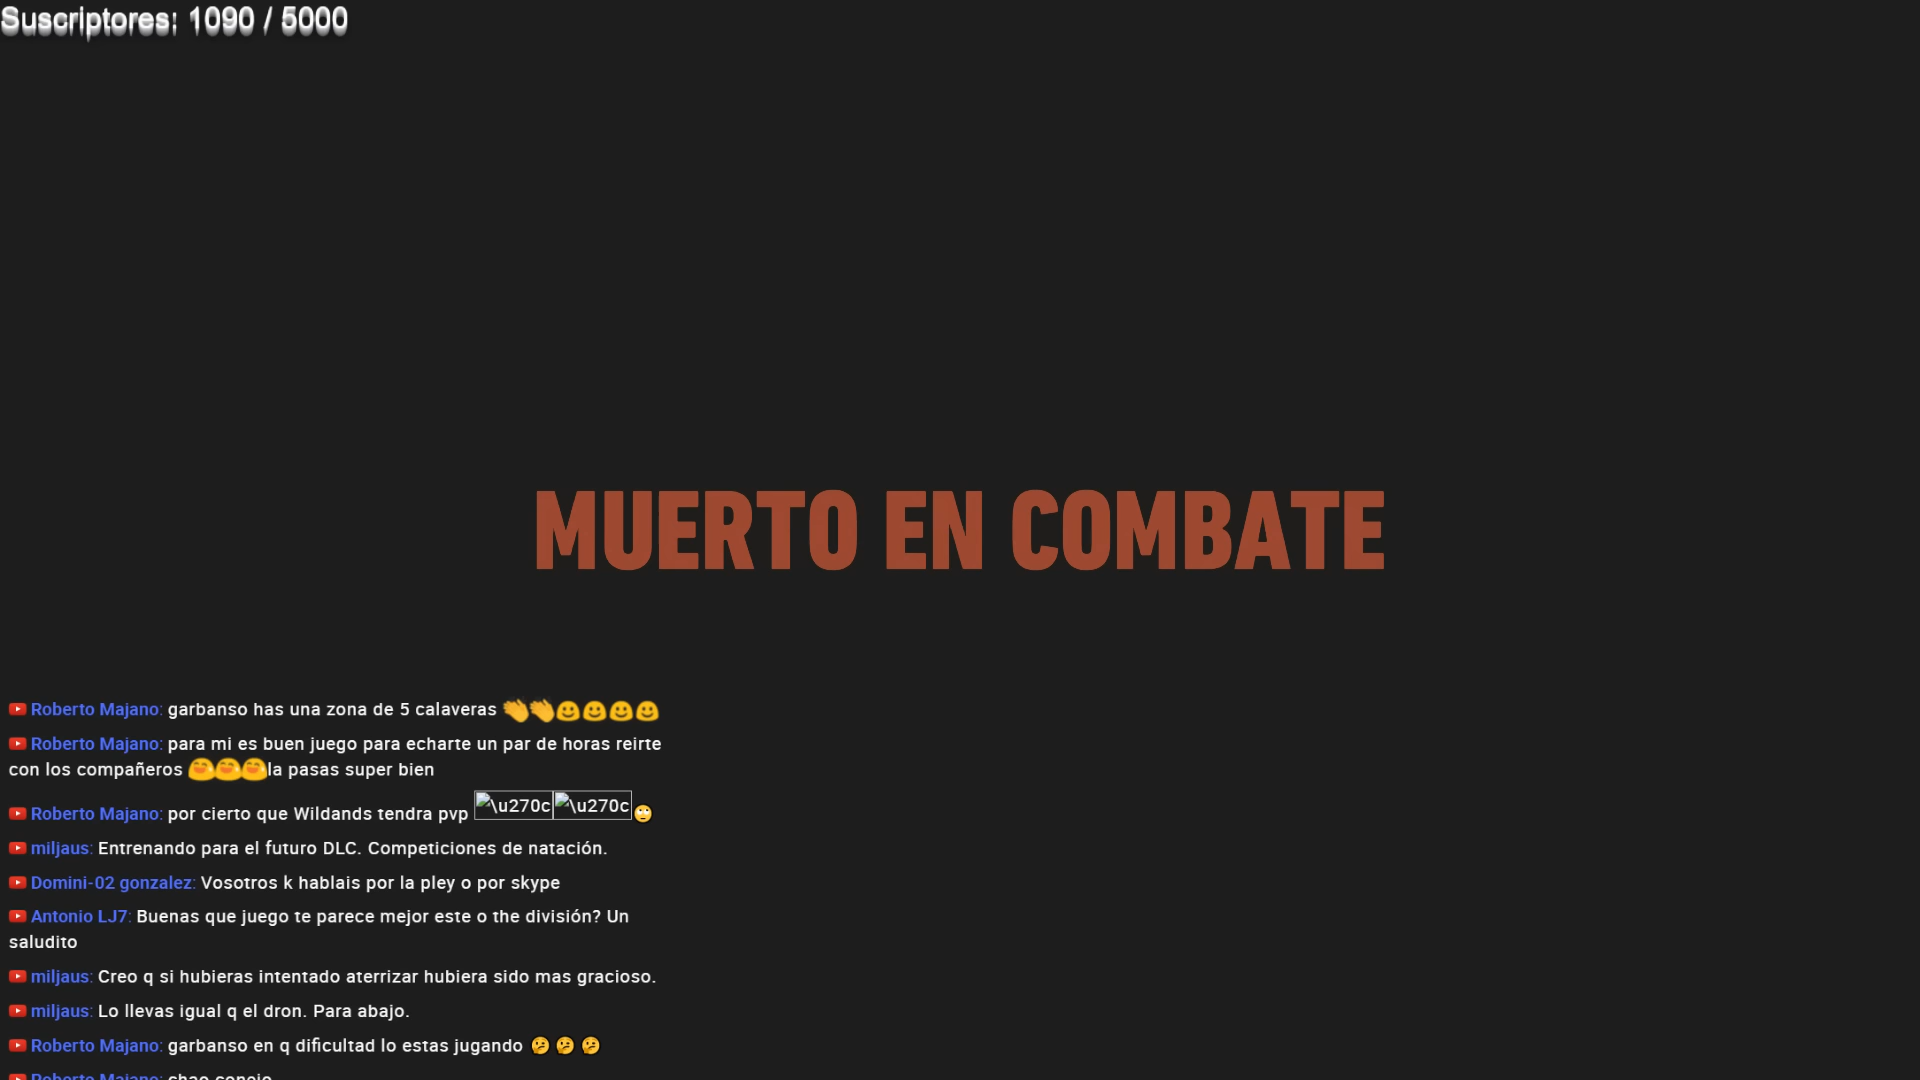 Suscriptores: 1090 / 5000
MUERTO EN COMBATE
Roberto Majano: garbanso has una zona de 5 calaveras 👏👏☺☺☺☺
Roberto Majano: para mi es buen juego para echarte un par de horas reirte
con los compañeros 😊😊😊la pasas super bien
Roberto Majano: por cierto que Wildands tendra pvp \u270c\u270c🙄
miljaus: Entrenando para el futuro DLC. Competiciones de natación.
Domini-02 gonzalez: Vosotros k hablais por la pley o por skype
Antonio LJ7: Buenas que juego te parece mejor este o the división? Un
saludito
miljaus: Creo q si hubieras intentado aterrizar hubiera sido mas gracioso.
miljaus: Lo llevas igual q el dron. Para abajo.
Roberto Majano: garbanso en q dificultad lo estas jugando 🤔 🤔 🤔
Roberto Majano: chao conejo